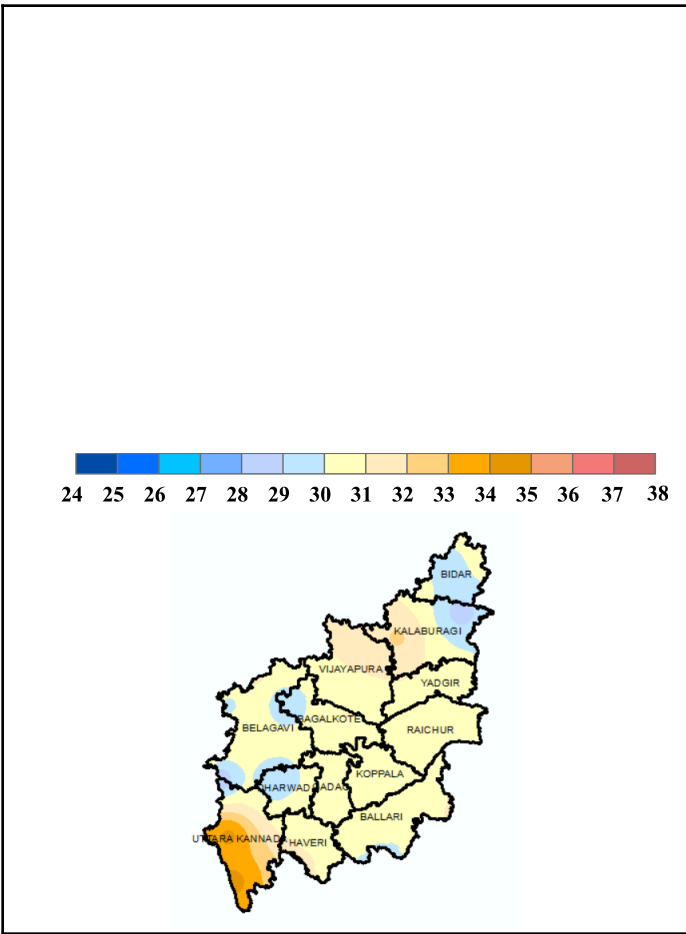 24 25 26 27 28 29 30 31 32 33 34 35 36 37 38
BIDAR
KALABURAGI
VIJAYAPURA
YADGIR
BAGALKOTE
BELAGAVI
RAICHUR
KOPPALA
DHARWAD GADAG
BALLARI
UTTARA KANNADA HAVERI